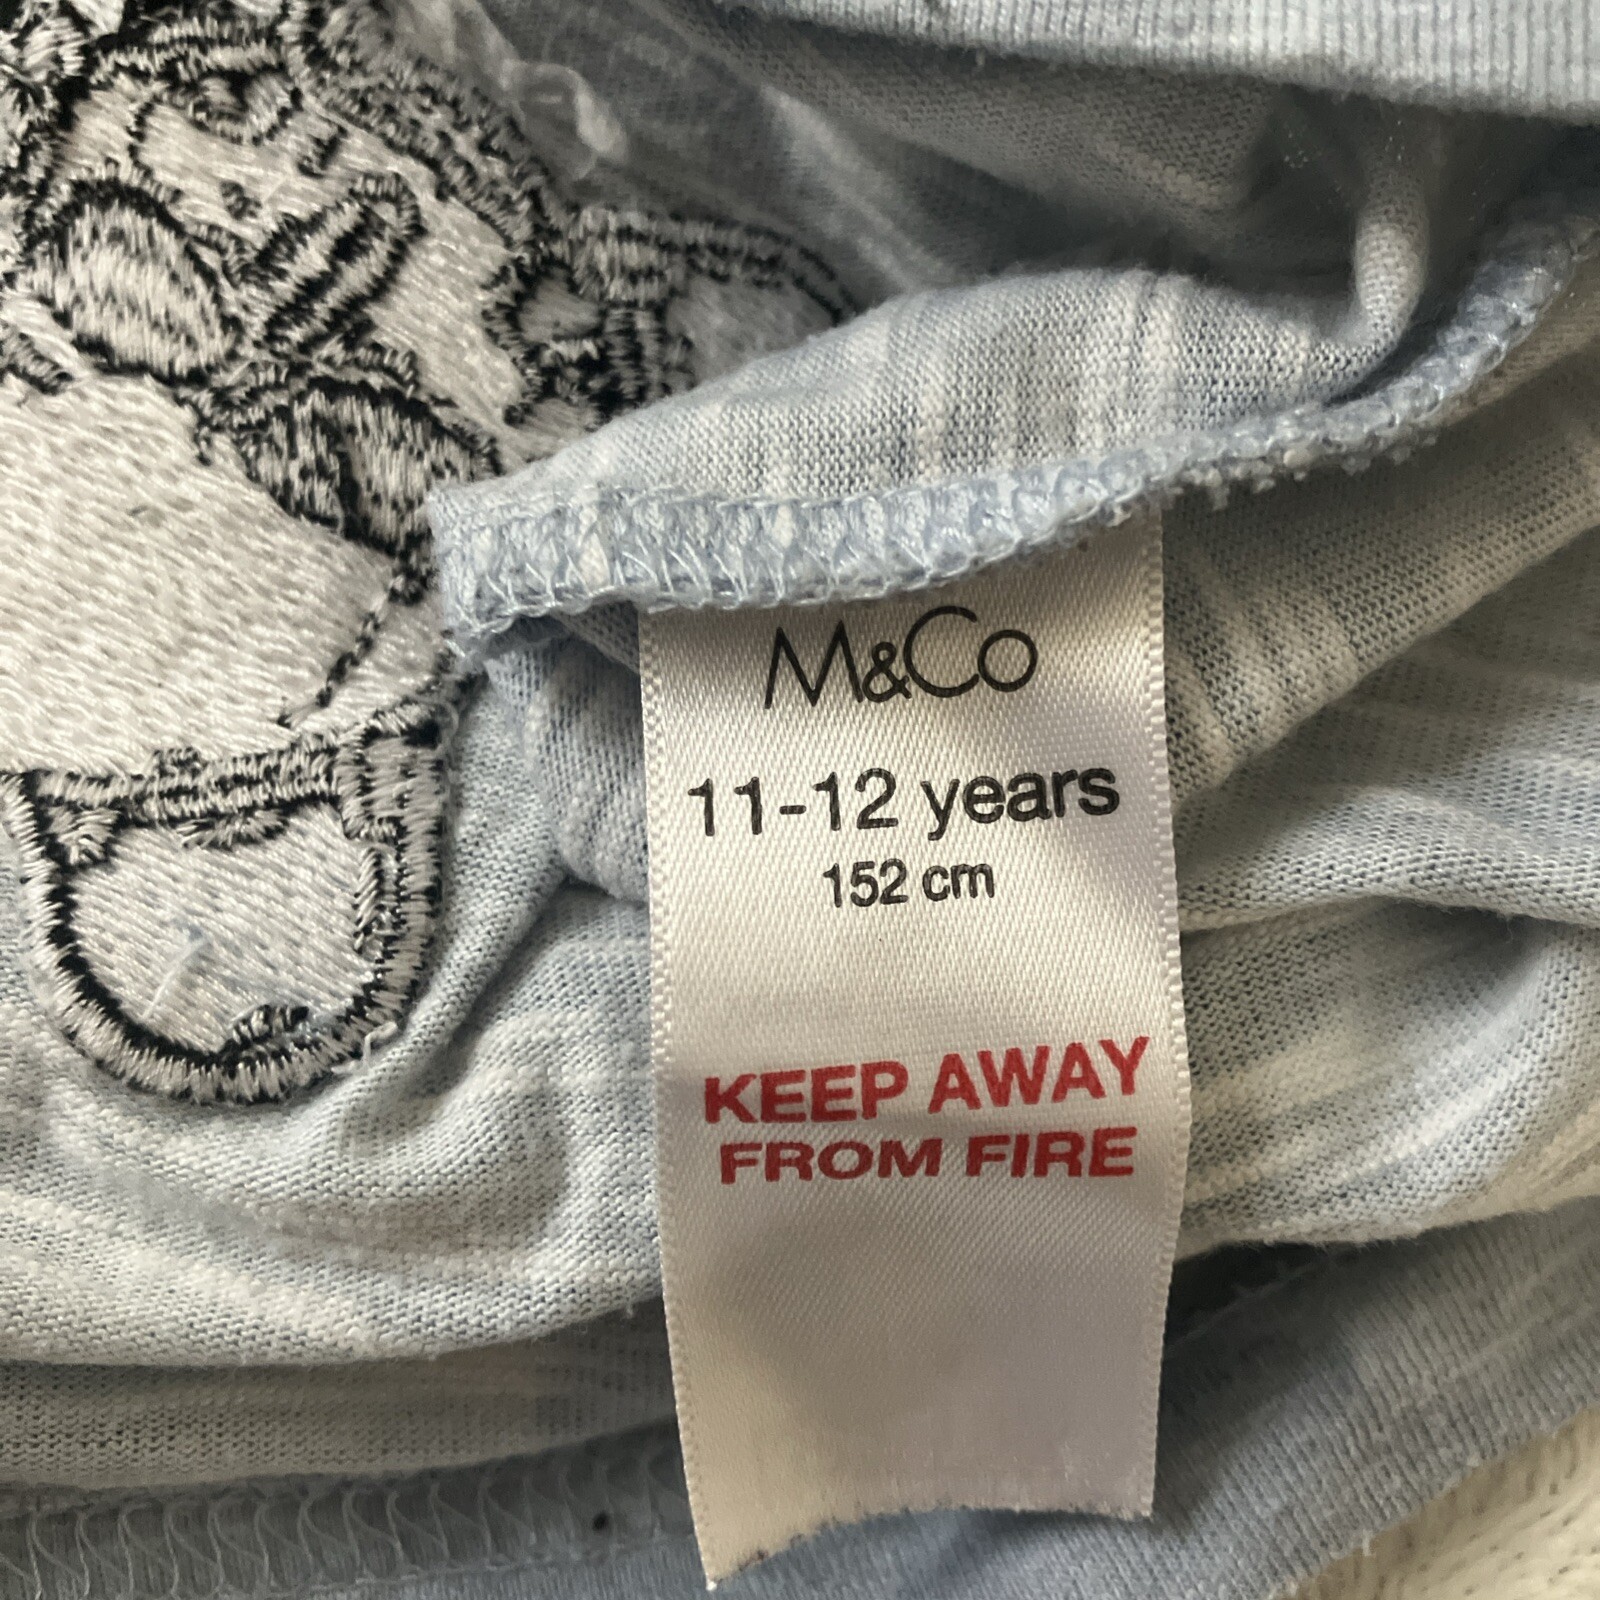 M&Co
11-12 years
152 cm
KEEP AWAY
FROM FIRE